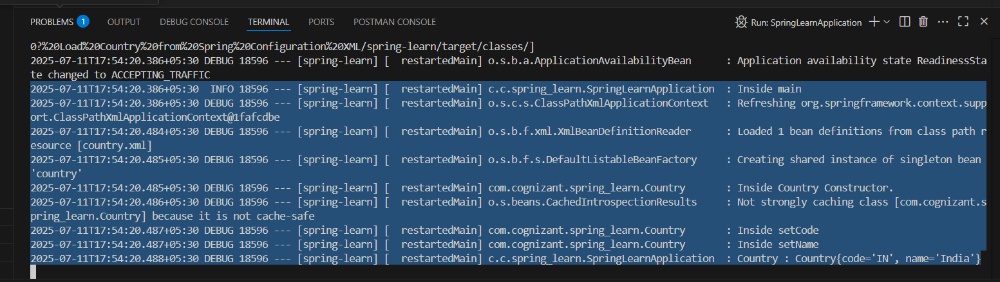 PROBLEMS 1 OUTPUT DEBUG CONSOLE TERMINAL PORTS POSTMAN CONSOLE Run: SpringLearnApplication
0?%20Load%20Country%20from%20Spring%20Configuration%20XML/spring-learn/target/classes/]
2025-07-11T17:54:20.386+05:30 DEBUG 18596 --- [spring-learn] [  restartedMain] o.s.b.a.ApplicationAvailabilityBean      : Application availability state ReadinessSta
te changed to ACCEPTING_TRAFFIC
2025-07-11T17:54:20.386+05:30  INFO 18596 --- [spring-learn] [  restartedMain] c.c.spring_learn.SpringLearnApplication  : Inside main
2025-07-11T17:54:20.386+05:30 DEBUG 18596 --- [spring-learn] [  restartedMain] o.s.c.s.ClassPathXmlApplicationContext   : Refreshing org.springframework.context.supp
ort.ClassPathXmlApplicationContext@1fafcdbe
2025-07-11T17:54:20.484+05:30 DEBUG 18596 --- [spring-learn] [  restartedMain] o.s.b.f.xml.XmlBeanDefinitionReader      : Loaded 1 bean definitions from class path r
esource [country.xml]
2025-07-11T17:54:20.485+05:30 DEBUG 18596 --- [spring-learn] [  restartedMain] o.s.b.f.s.DefaultListableBeanFactory     : Creating shared instance of singleton bean
'country'
2025-07-11T17:54:20.485+05:30 DEBUG 18596 --- [spring-learn] [  restartedMain] com.cognizant.spring_learn.Country       : Inside Country Constructor.
2025-07-11T17:54:20.486+05:30 DEBUG 18596 --- [spring-learn] [  restartedMain] o.s.beans.CachedIntrospectionResults     : Not strongly caching class [com.cognizant.s
pring_learn.Country] because it is not cache-safe
2025-07-11T17:54:20.487+05:30 DEBUG 18596 --- [spring-learn] [  restartedMain] com.cognizant.spring_learn.Country       : Inside setCode
2025-07-11T17:54:20.487+05:30 DEBUG 18596 --- [spring-learn] [  restartedMain] com.cognizant.spring_learn.Country       : Inside setName
2025-07-11T17:54:20.488+05:30 DEBUG 18596 --- [spring-learn] [  restartedMain] c.c.spring_learn.SpringLearnApplication  : Country : Country{code='IN', name='India'}